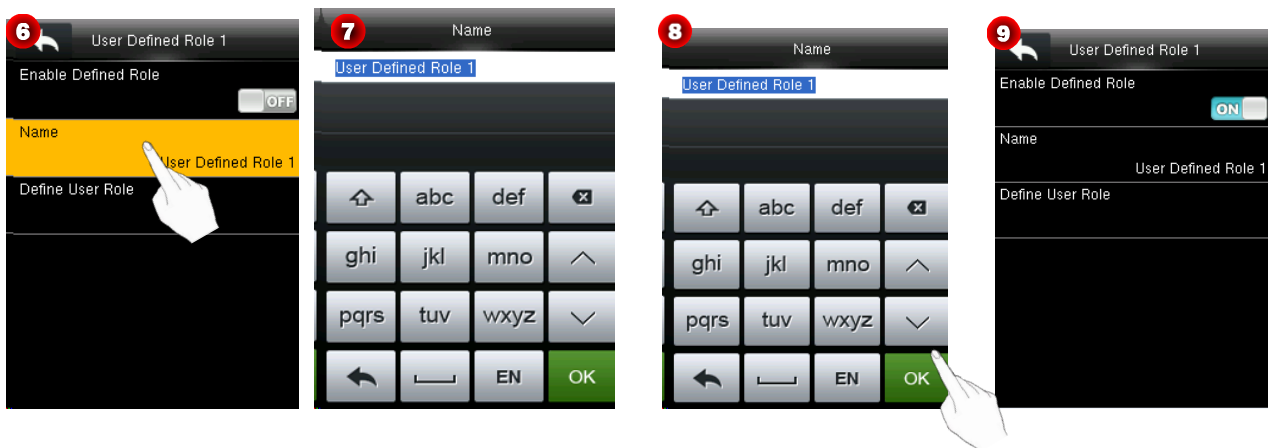 6
User Defined Role 1
Enable Defined Role
OFF
Name
User Defined Role 1
Define User Role
7
Name
User Defined Role 1
abc def
ghi jkl mno
pqrs tuv wxyz
EN OK
8
Name
User Defined Role 1
abc def
ghi jkl mno
pqrs tuv wxyz
EN OK
9
User Defined Role 1
Enable Defined Role
ON
Name
User Defined Role 1
Define User Role